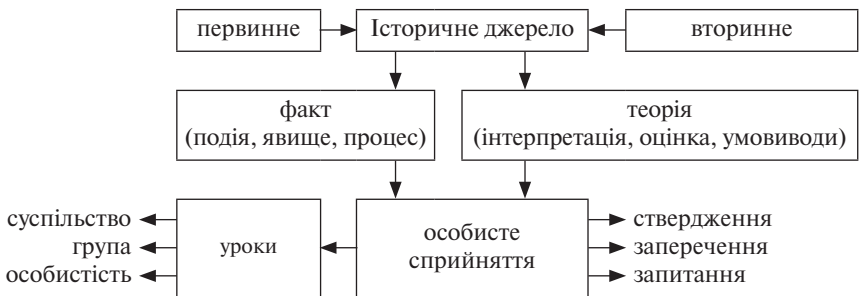 первинне
Історичне джерело
вторинне
факт
(подія, явище, процес)
теорія
(інтерпретація, оцінка, умовиводи)
суспільство
група
особистість
уроки
особисте
сприйняття
ствердження
заперечення
запитання